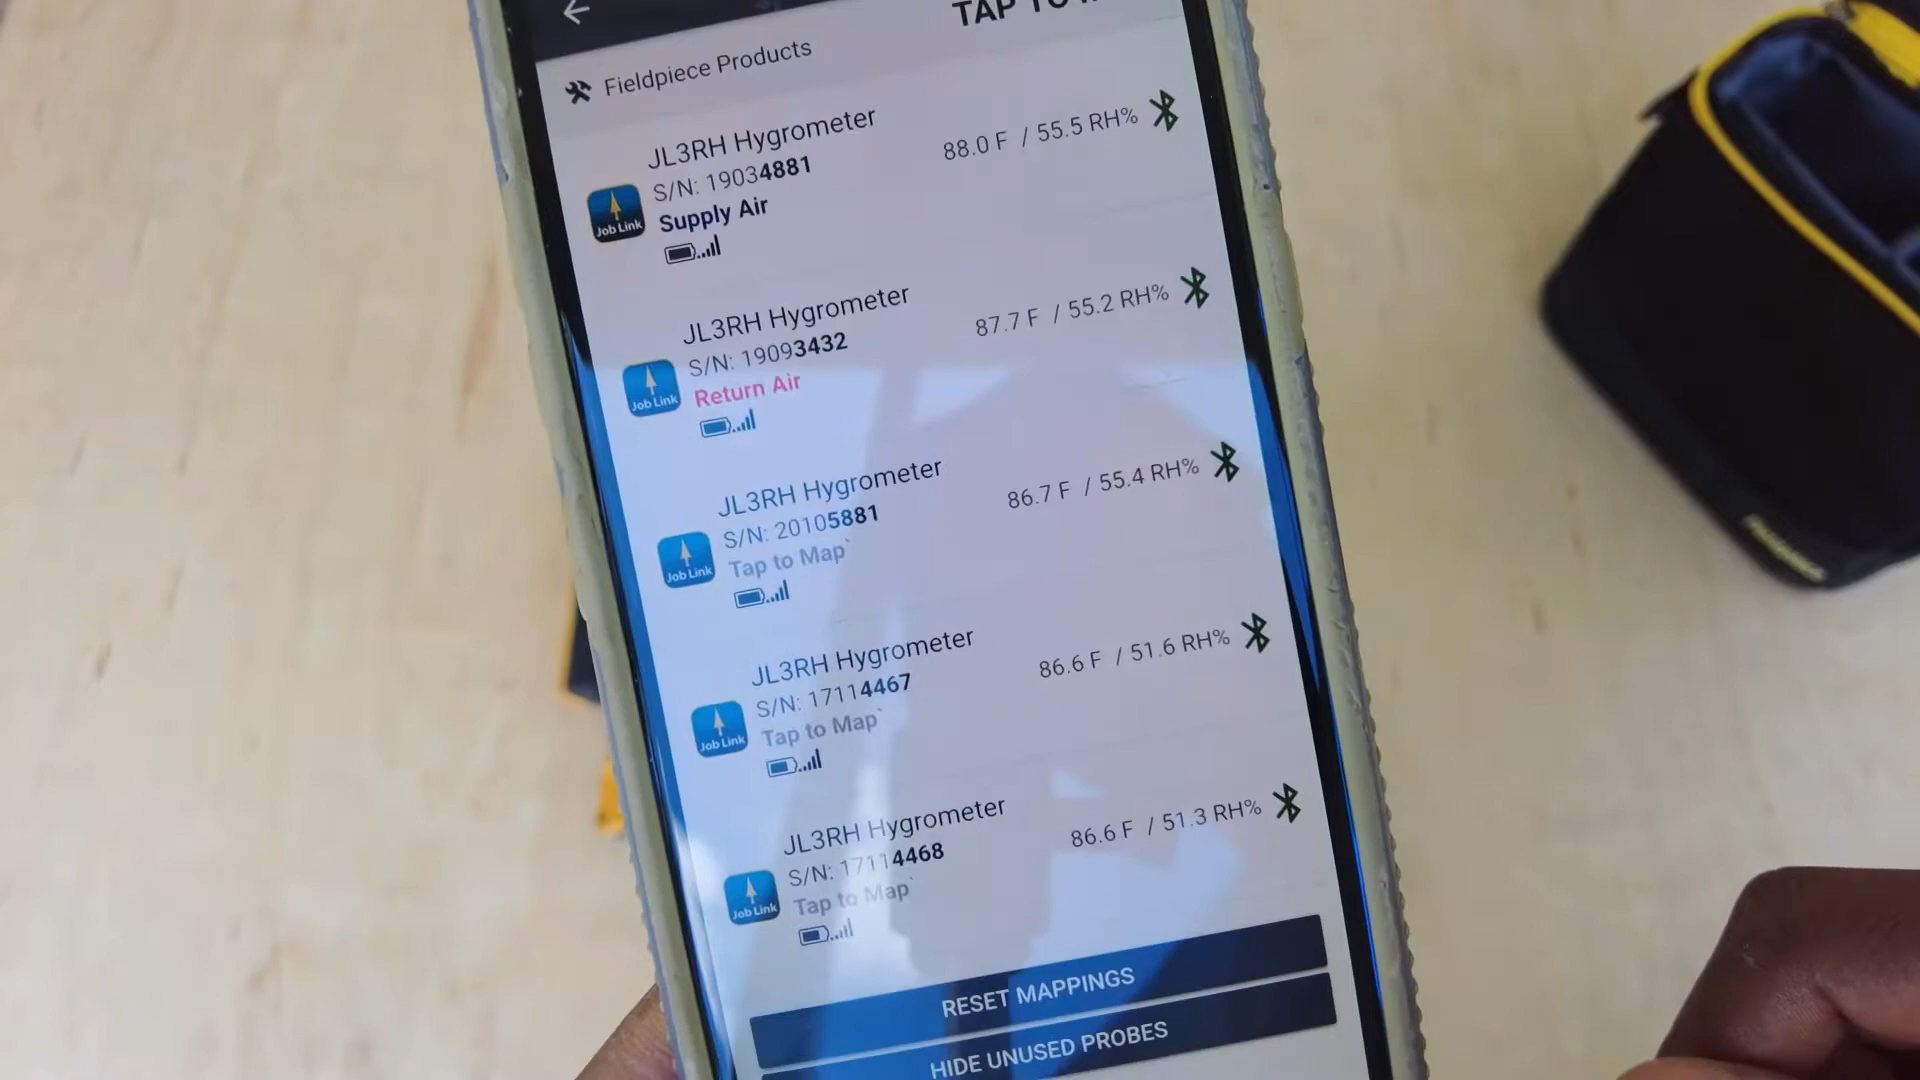 TAP TO
Fieldpiece Products
JL3RH Hygrometer
S/N: 19034881
88.0 F / 55.5 RH%
Supply Air
Job Link
JL3RH Hygrometer
S/N: 19093432
87.7 F / 55.2 RH%
Return Air
Job Link
JL3RH Hygrometer
S/N: 20105881
86.7 F / 55.4 RH%
Tap to Map`
Job Link
JL3RH Hygrometer
S/N: 17114467
86.6 F / 51.6 RH%
Tap to Map`
Job Link
JL3RH Hygrometer
S/N: 17114468
86.6 F / 51.3 RH%
Tap to Map`
Job Link
RESET MAPPINGS
HIDE UNUSED PROBES